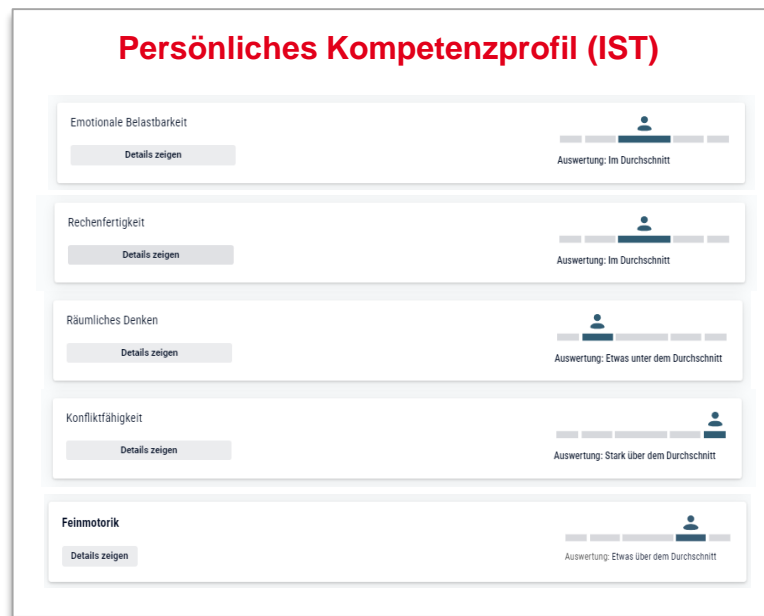 Persönliches Kompetenzprofil (IST)
Emotionale Belastbarkeit
Details zeigen
Auswertung: Im Durchschnitt
Rechenfertigkeit
Details zeigen
Auswertung: Im Durchschnitt
Räumliches Denken
Details zeigen
Auswertung: Etwas unter dem Durchschnitt
Konfliktfähigkeit
Details zeigen
Auswertung: Stark über dem Durchschnitt
Feinmotorik
Details zeigen
Auswertung: Etwas über dem Durchschnitt